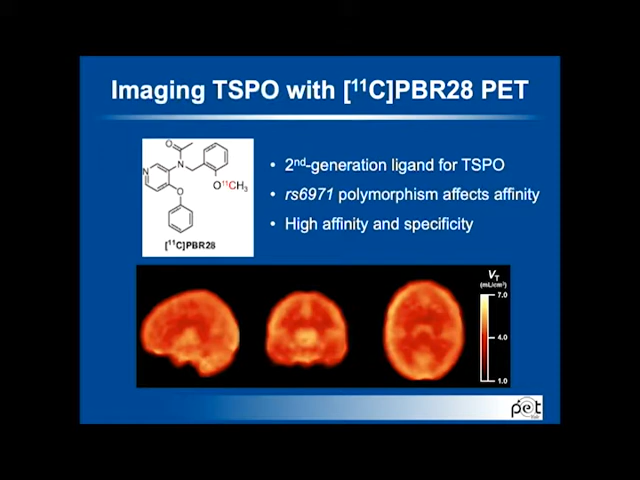 Imaging TSPO with [¹¹C]PBR28 PET
O
N
N
O¹¹CH₃
O
[¹¹C]PBR28
• 2nd-generation ligand for TSPO
• rs6971 polymorphism affects affinity
• High affinity and specificity
V_T
(mL/cm³)
7.0
4.0
1.0
pet